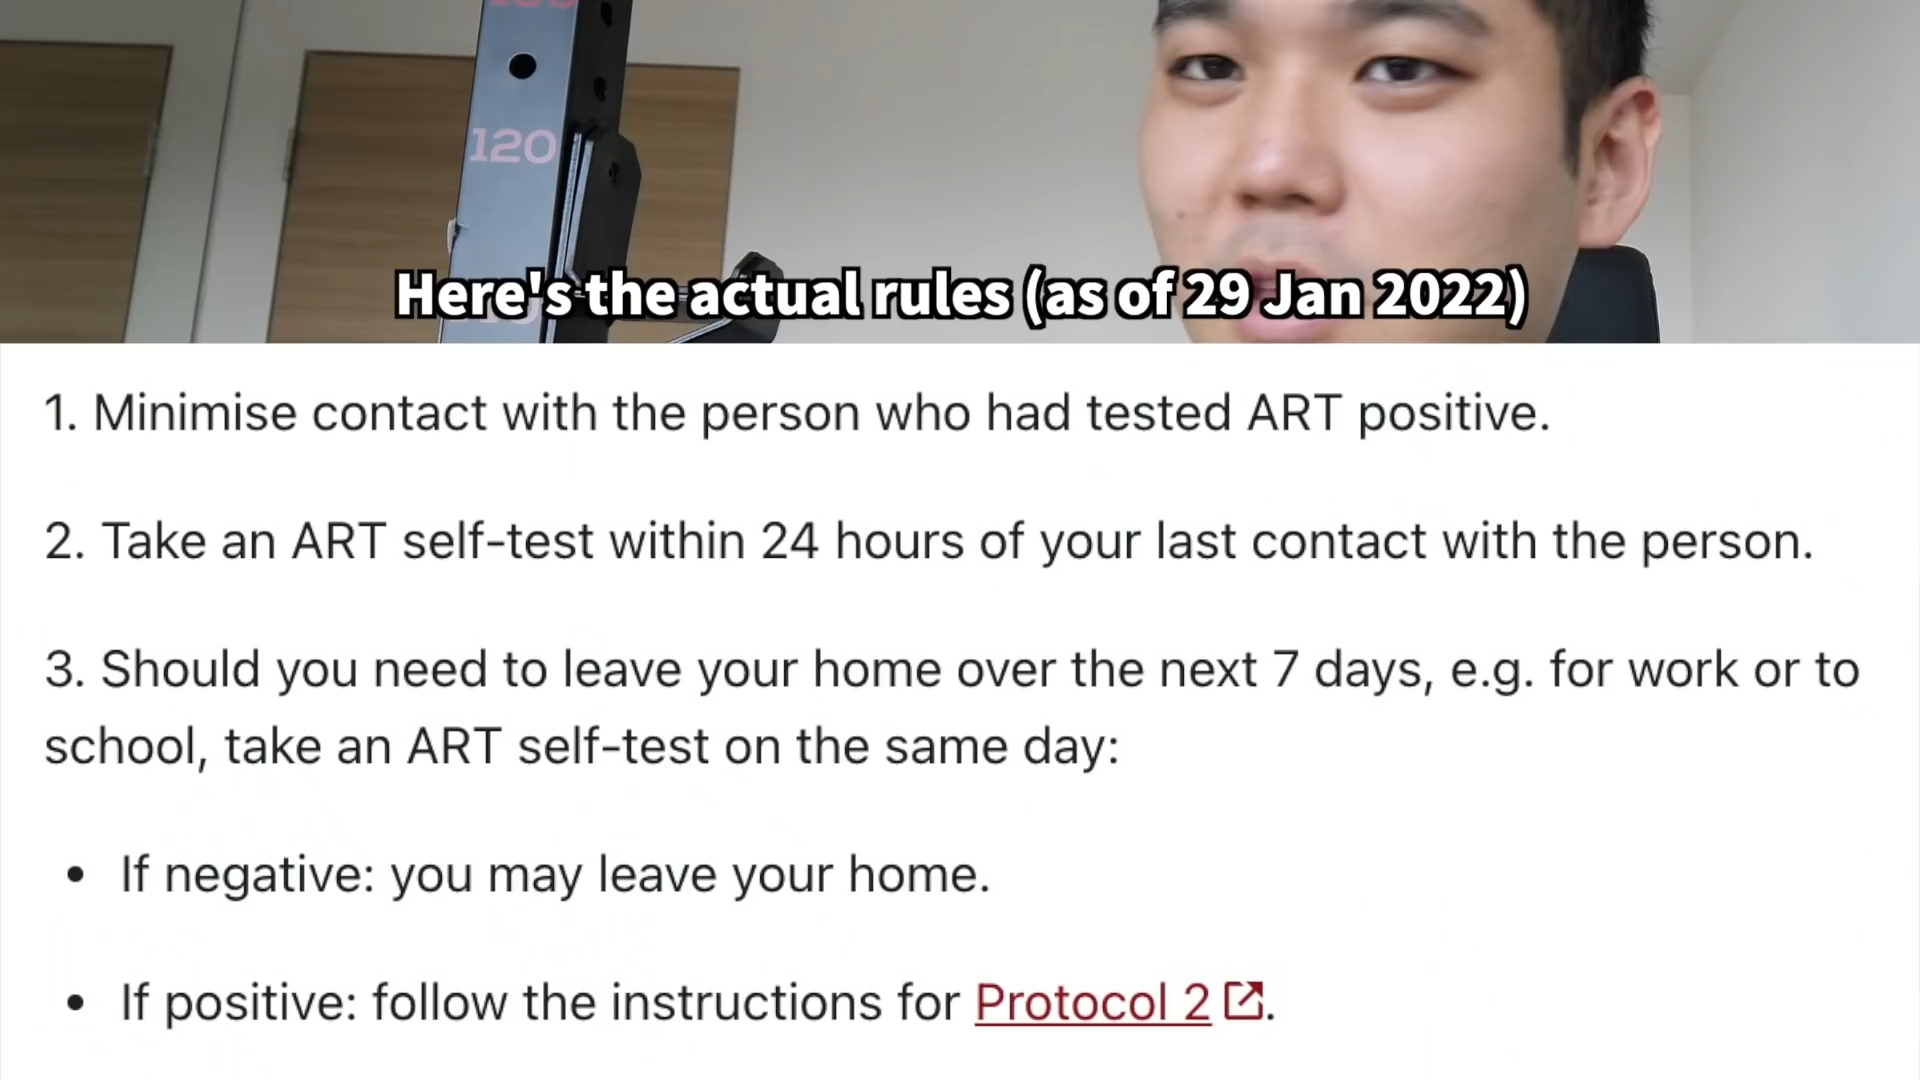 120
Here's the actual rules (as of 29 Jan 2022)
1. Minimise contact with the person who had tested ART positive.
2. Take an ART self-test within 24 hours of your last contact with the person.
3. Should you need to leave your home over the next 7 days, e.g. for work or to
school, take an ART self-test on the same day:
• If negative: you may leave your home.
• If positive: follow the instructions for Protocol 2.